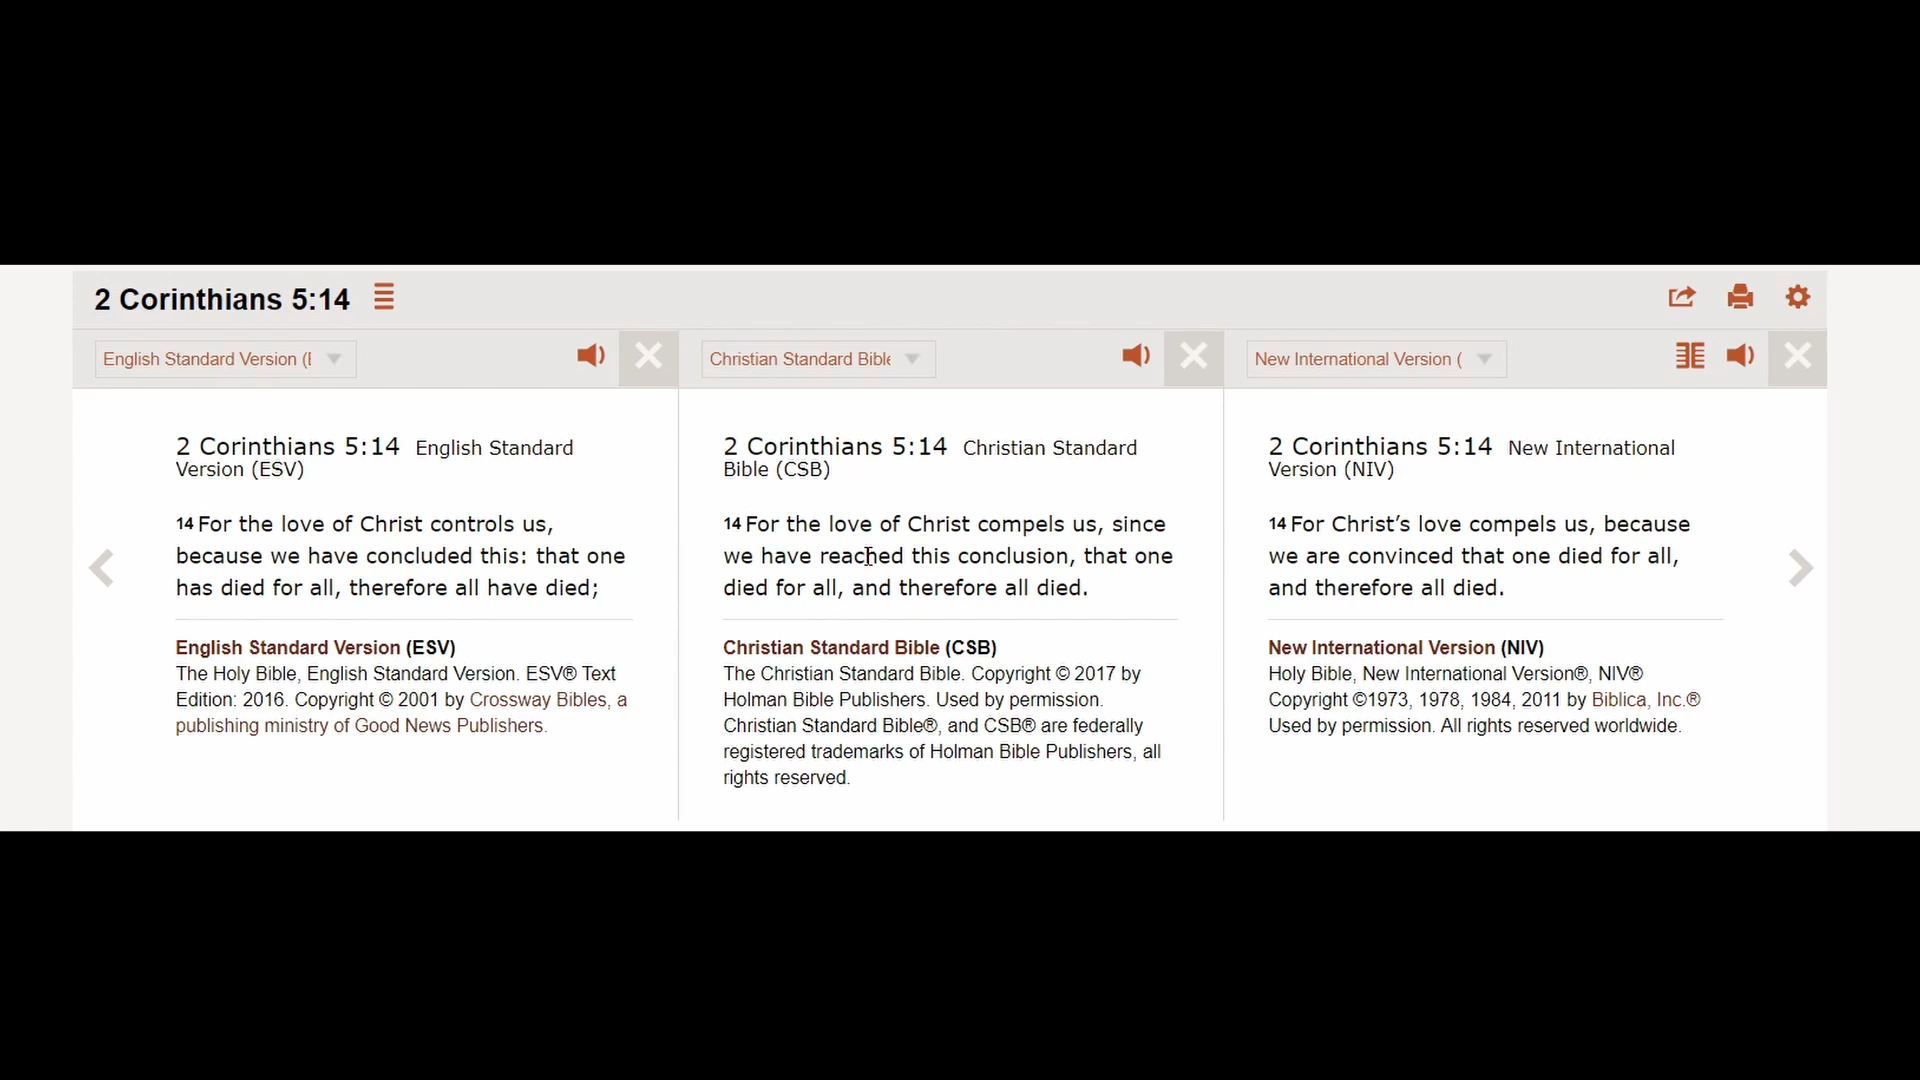 2 Corinthians 5:14
English Standard Version (E
Christian Standard Bible
New International Version (
2 Corinthians 5:14 English Standard
Version (ESV)
14 For the love of Christ controls us,
because we have concluded this: that one
has died for all, therefore all have died;
English Standard Version (ESV)
The Holy Bible, English Standard Version. ESV® Text
Edition: 2016. Copyright © 2001 by Crossway Bibles, a
publishing ministry of Good News Publishers.
2 Corinthians 5:14 Christian Standard
Bible (CSB)
14 For the love of Christ compels us, since
we have reached this conclusion, that one
died for all, and therefore all died.
Christian Standard Bible (CSB)
The Christian Standard Bible. Copyright © 2017 by
Holman Bible Publishers. Used by permission.
Christian Standard Bible®, and CSB® are federally
registered trademarks of Holman Bible Publishers, all
rights reserved.
2 Corinthians 5:14 New International
Version (NIV)
14 For Christ’s love compels us, because
we are convinced that one died for all,
and therefore all died.
New International Version (NIV)
Holy Bible, New International Version®, NIV®
Copyright ©1973, 1978, 1984, 2011 by Biblica, Inc.®
Used by permission. All rights reserved worldwide.